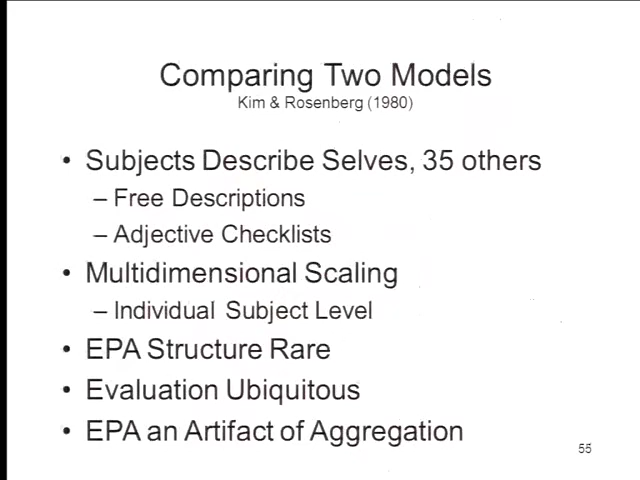 Comparing Two Models
Kim & Rosenberg (1980)
• Subjects Describe Selves, 35 others
– Free Descriptions
– Adjective Checklists
• Multidimensional Scaling
– Individual Subject Level
• EPA Structure Rare
• Evaluation Ubiquitous
• EPA an Artifact of Aggregation
55